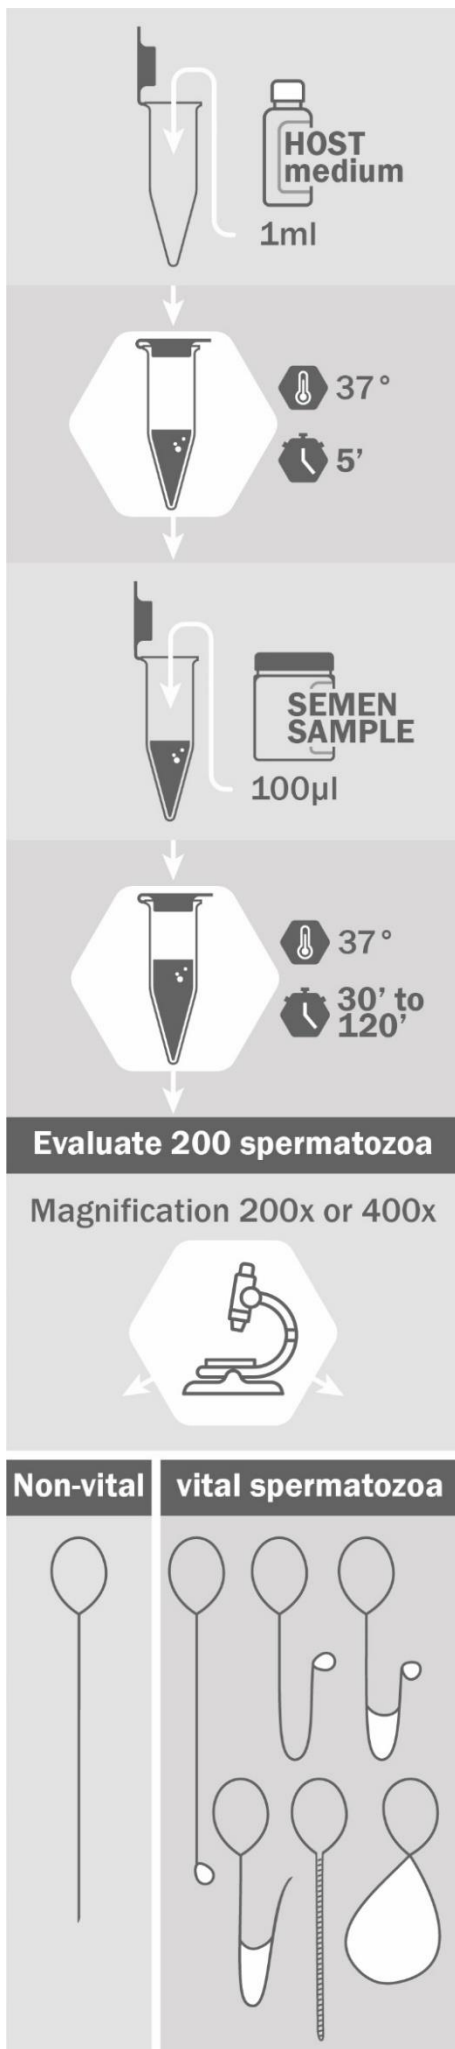 HOST
medium
1ml
37°
5’
SEMEN
SAMPLE
100µl
37°
30’ to
120’
Evaluate 200 spermatozoa
Magnification 200x or 400x
Non-vital
vital spermatozoa